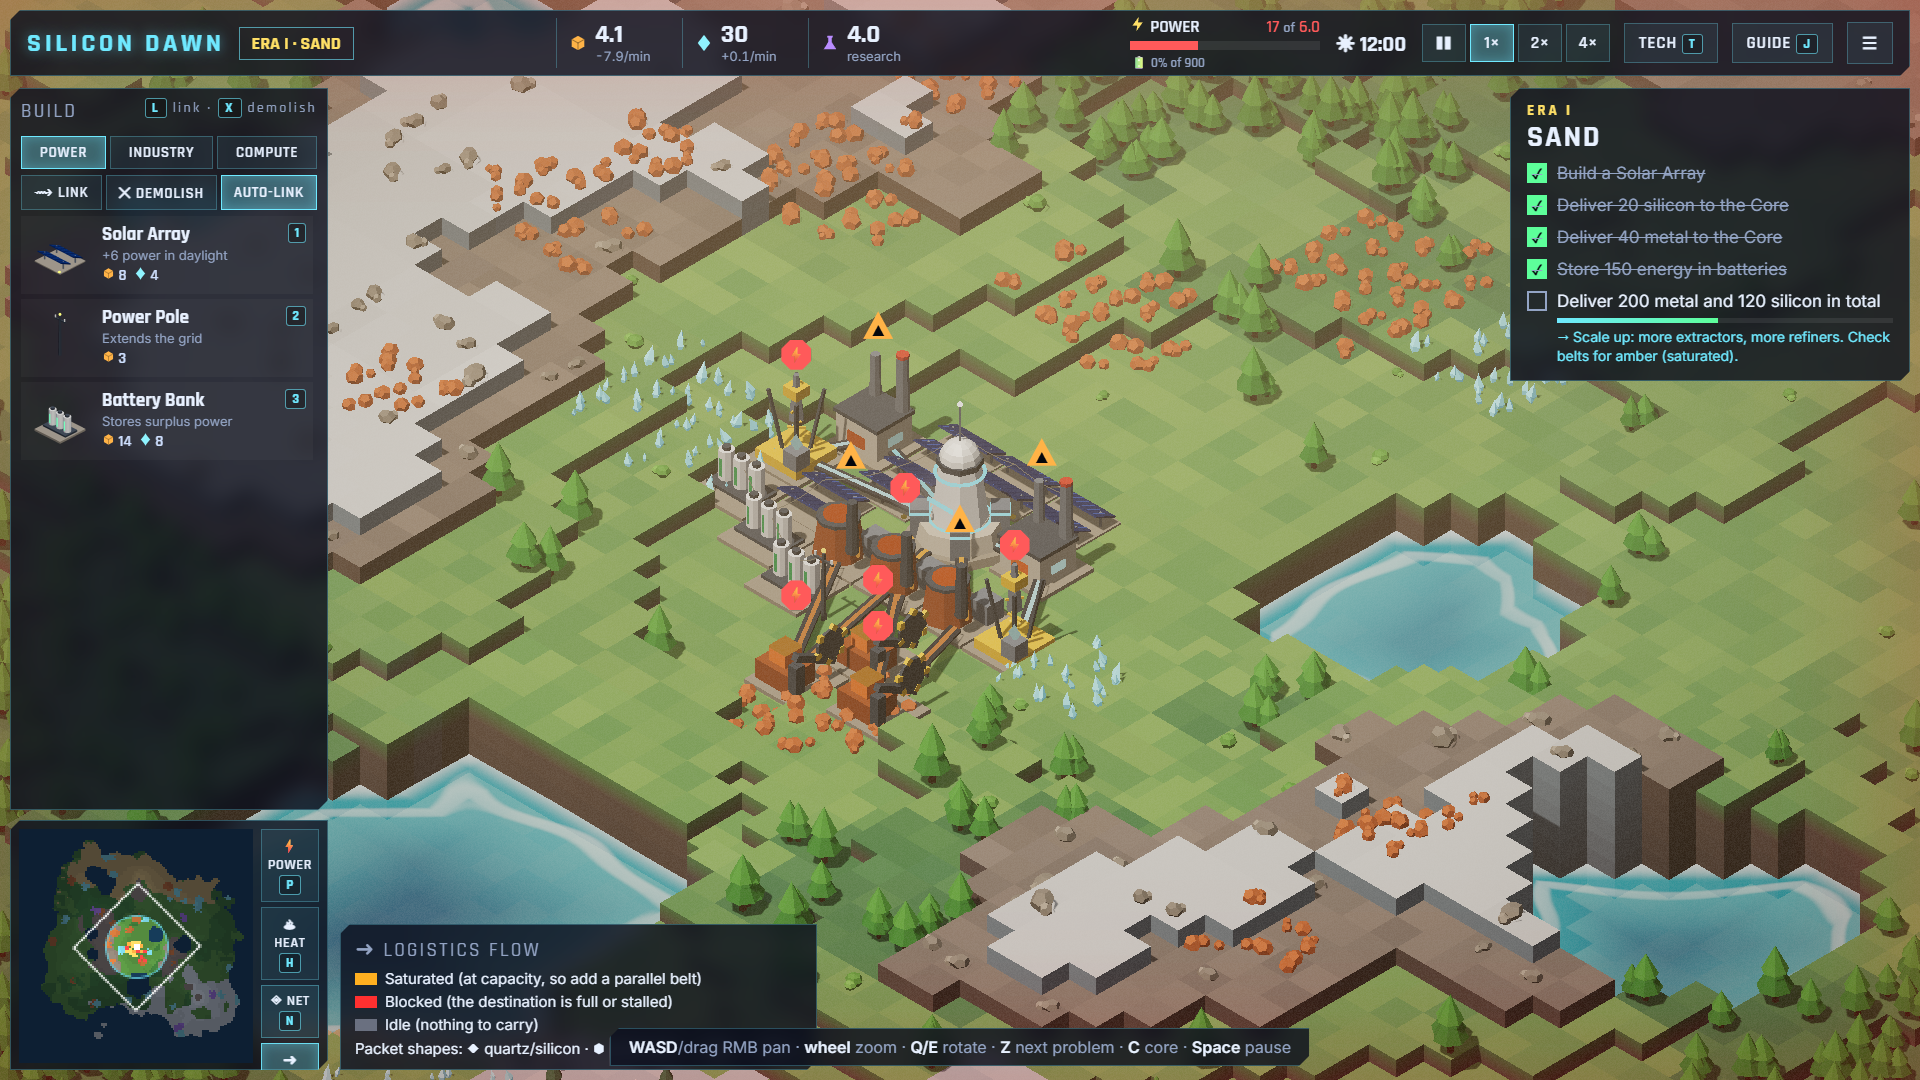 SILICON DAWN
ERA I · SAND
4.1
-7.9/min
30
+0.1/min
4.0
research
POWER
17 of 6.0
0% of 900
12:00
1×
2×
4×
TECH T
GUIDE J
BUILD
L link · X demolish
POWER
INDUSTRY
COMPUTE
LINK
DEMOLISH
AUTO-LINK
Solar Array
1
+6 power in daylight
8 4
Power Pole
2
Extends the grid
3
Battery Bank
3
Stores surplus power
14 8
ERA I
SAND
Build a Solar Array
Deliver 20 silicon to the Core
Deliver 40 metal to the Core
Store 150 energy in batteries
Deliver 200 metal and 120 silicon in total
→ Scale up: more extractors, more refiners. Check
belts for amber (saturated).
POWER
P
HEAT
H
NET
N
→ LOGISTICS FLOW
Saturated (at capacity, so add a parallel belt)
Blocked (the destination is full or stalled)
Idle (nothing to carry)
Packet shapes: ◆ quartz/silicon · ⬢
WASD/drag RMB pan · wheel zoom · Q/E rotate · Z next problem · C core · Space pause